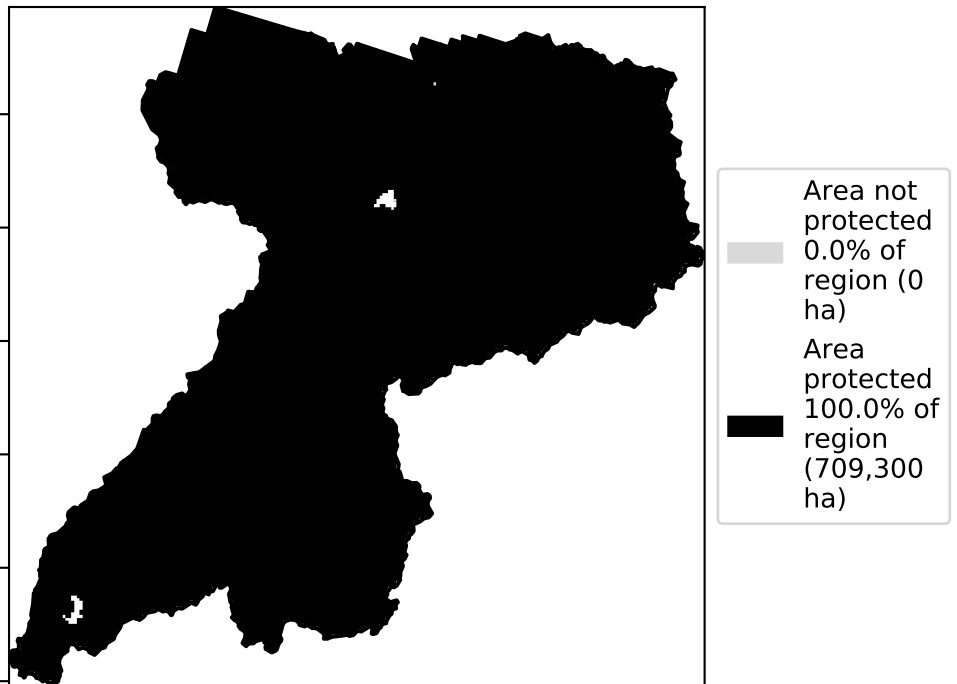 Area not
protected
0.0% of
region (0
ha)
Area
protected
100.0% of
region
(709,300
ha)